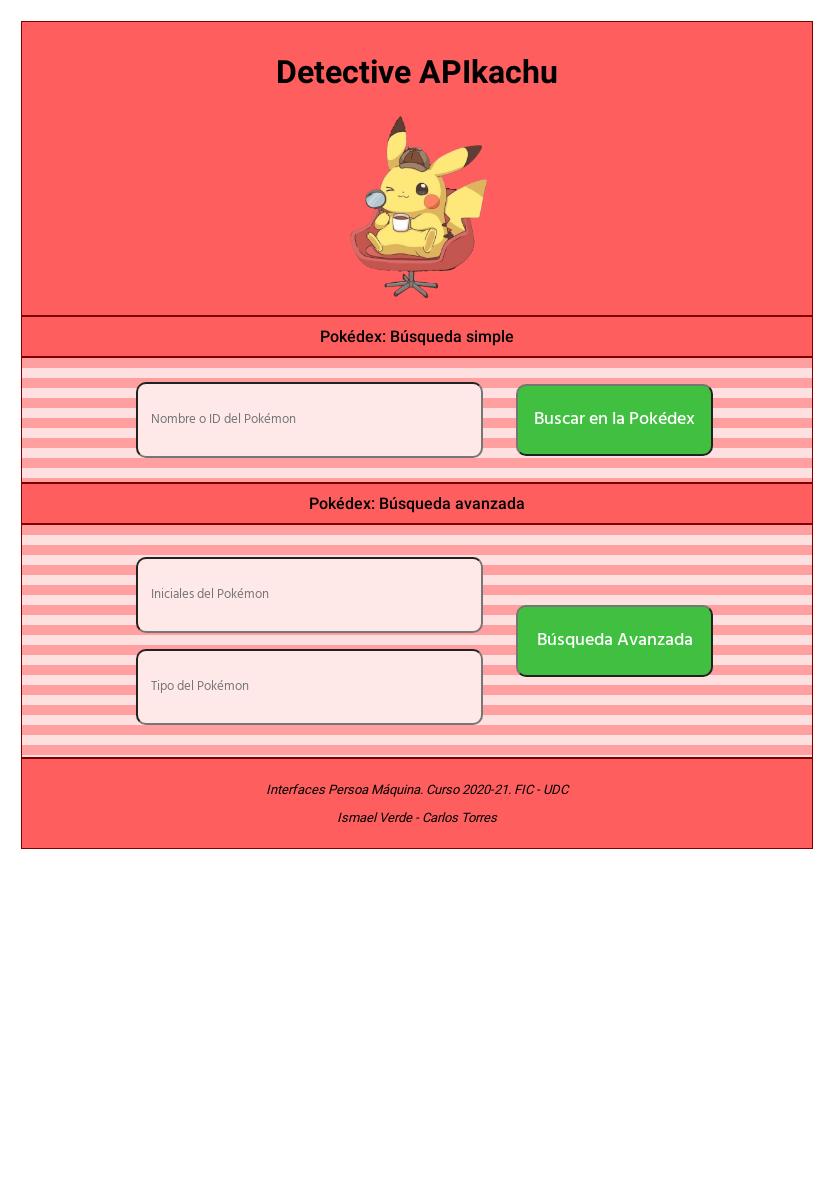 Detective APIkachu
Pokédex: Búsqueda simple
Nombre o ID del Pokémon
Buscar en la Pokédex
Pokédex: Búsqueda avanzada
Iniciales del Pokémon
Búsqueda Avanzada
Tipo del Pokémon
Interfaces Persoa Máquina. Curso 2020-21. FIC - UDC
Ismael Verde - Carlos Torres